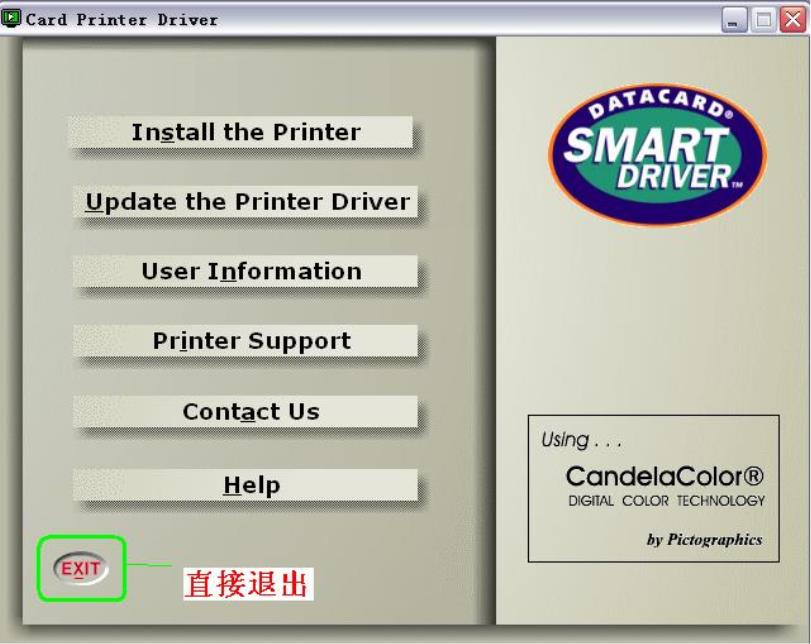 Card Printer Driver
Install the Printer
Update the Printer Driver
User Information
Printer Support
Contact Us
Help
EXIT
直接退出
DATACARD®
SMART
DRIVER™
Using . . .
CandelaColor®
DIGITAL COLOR TECHNOLOGY
by Pictographics